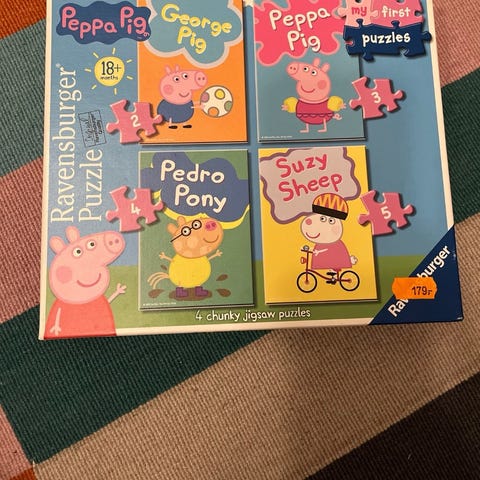 Peppa Pig
George
Pig
Peppa
Pig
my first
puzzles
18+
months
2
3
Ravensburger®
Puzzle
Pedro
Pony
Suzy
Sheep
4
5
Ravensburger
179:-
4 chunky jigsaw puzzles